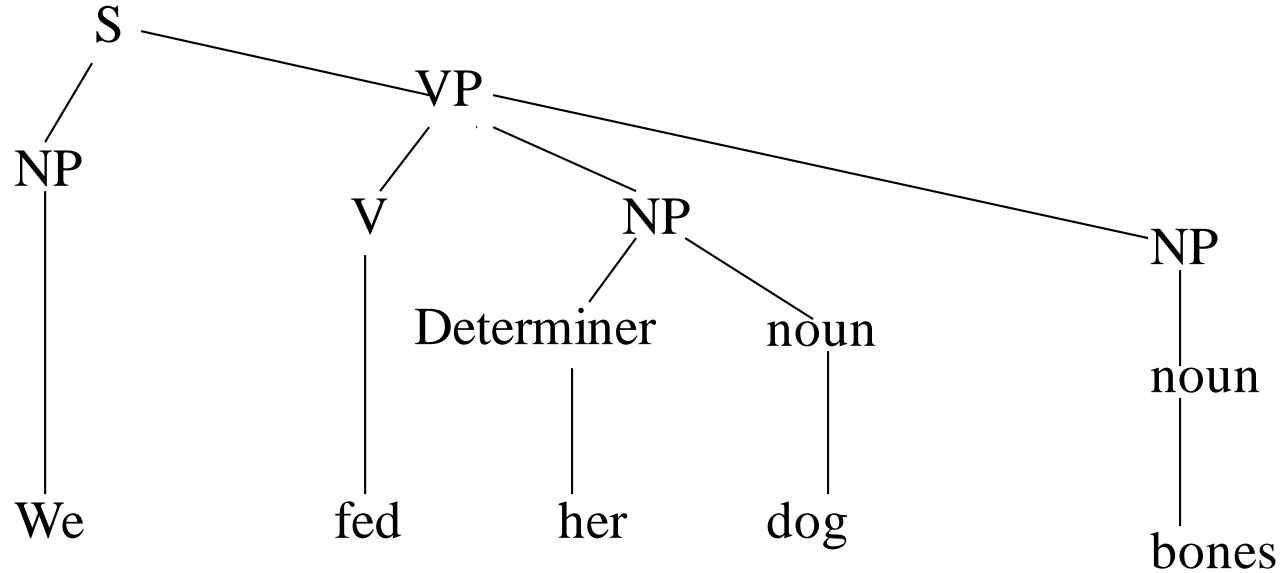 S
VP
NP
V NP
NP
Determiner noun
noun
We fed her dog
bones